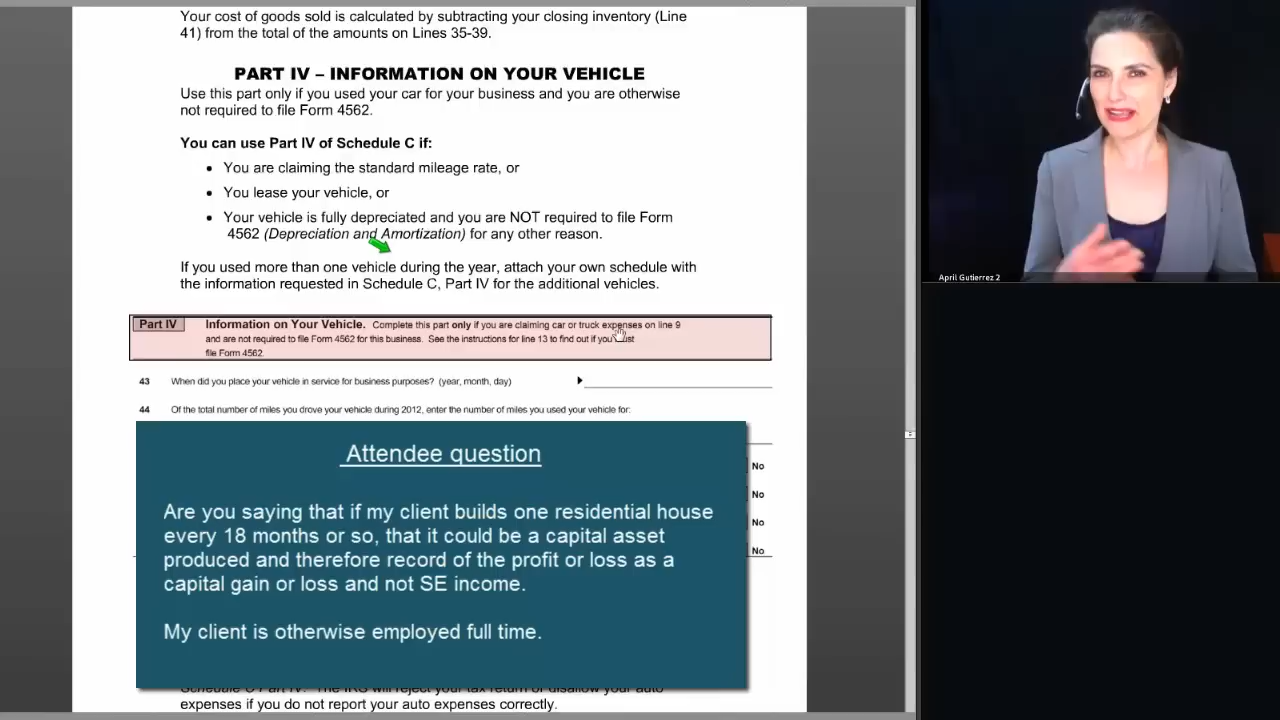 Your cost of goods sold is calculated by subtracting your closing inventory (Line
41) from the total of the amounts on Lines 35-39.
PART IV – INFORMATION ON YOUR VEHICLE
Use this part only if you used your car for your business and you are otherwise
not required to file Form 4562.
You can use Part IV of Schedule C if:
• You are claiming the standard mileage rate, or
• You lease your vehicle, or
• Your vehicle is fully depreciated and you are NOT required to file Form
4562 (Depreciation and Amortization) for any other reason.
If you used more than one vehicle during the year, attach your own schedule with
the information requested in Schedule C, Part IV for the additional vehicles.
Part IV Information on Your Vehicle. Complete this part only if you are claiming car or truck expenses on line 9
and are not required to file Form 4562 for this business. See the instructions for line 13 to find out if you
file Form 4562.
43 When did you place your vehicle in service for business purposes? (year, month, day)
44 Of the total number of miles you drove your vehicle during 2012, enter the number of miles you used your vehicle for:
No
No
No
No
Attendee question
Are you saying that if my client builds one residential house
every 18 months or so, that it could be a capital asset
produced and therefore record of the profit or loss as a
capital gain or loss and not SE income.
My client is otherwise employed full time.
Schedule C Part IV. The IRS will reject your tax return or disallow your auto
expenses if you do not report your auto expenses correctly.
April Gutierrez 2